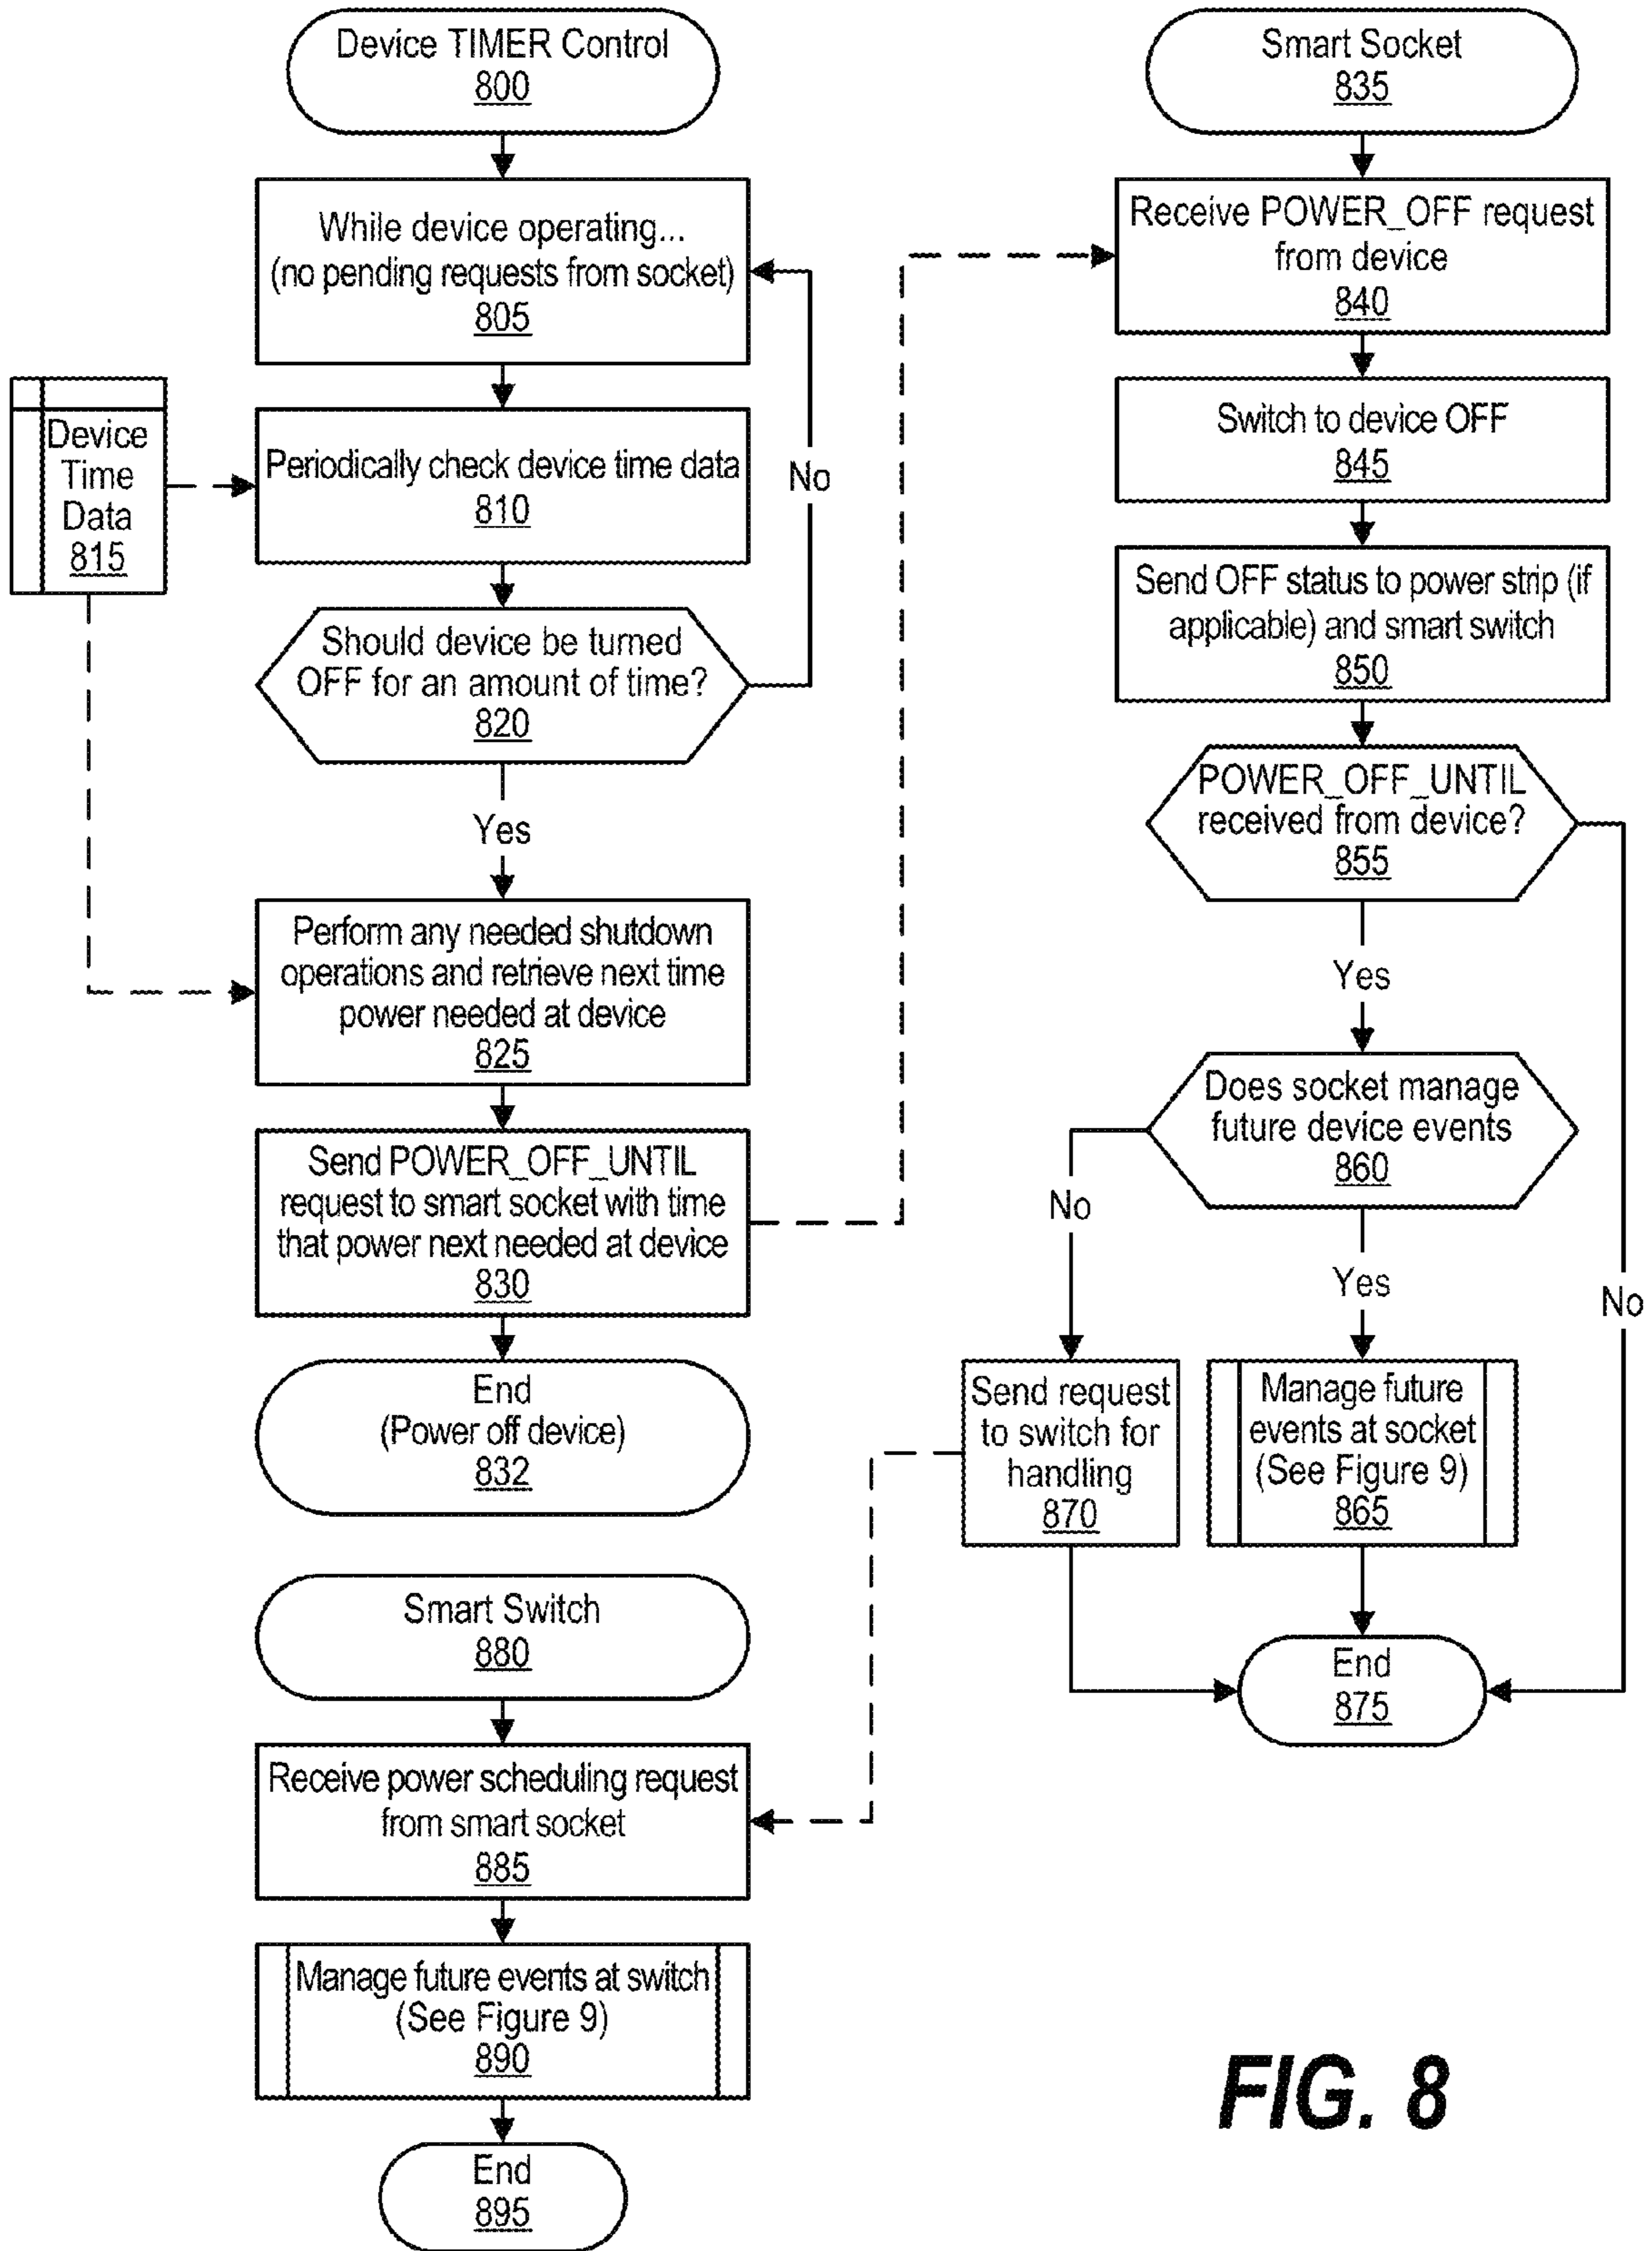 Device TIMER Control
800
While device operating...
(no pending requests from socket)
805
Device
Time
Data
815
Periodically check device time data
810
No
Should device be turned
OFF for an amount of time?
820
Yes
Perform any needed shutdown
operations and retrieve next time
power needed at device
825
Send POWER_OFF_UNTIL
request to smart socket with time
that power next needed at device
830
End
(Power off device)
832
Smart Socket
835
Receive POWER_OFF request
from device
840
Switch to device OFF
845
Send OFF status to power strip (if
applicable) and smart switch
850
POWER_OFF_UNTIL
received from device?
855
Yes
No
Does socket manage
future device events
860
No
Yes
Send request
to switch for
handling
870
Manage future
events at socket
(See Figure 9)
865
End
875
Smart Switch
880
Receive power scheduling request
from smart socket
885
Manage future events at switch
(See Figure 9)
890
End
895
FIG. 8